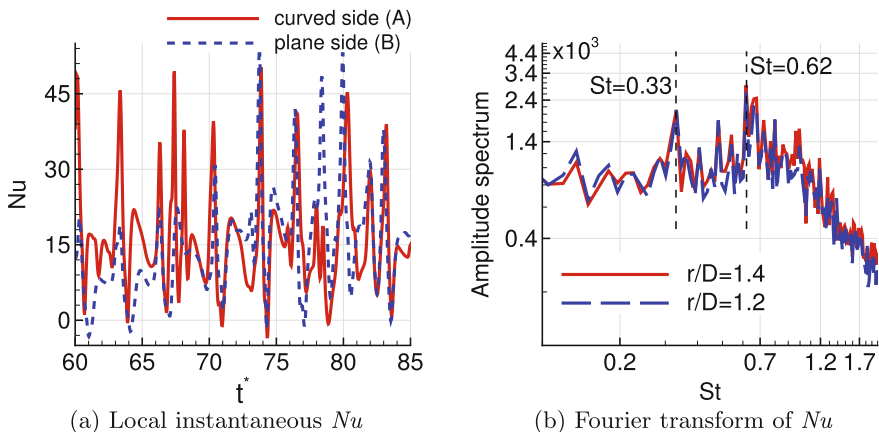 curved side (A)
plane side (B)
45
30
15
0
Nu
60 65 70 75 80 85
t*
(a) Local instantaneous Nu
×10³
4.4
3.4
2.4
1.4
0.4
Amplitude spectrum
St=0.33
St=0.62
r/D=1.4
r/D=1.2
0.2 0.7 1.2 1.7
St
(b) Fourier transform of Nu